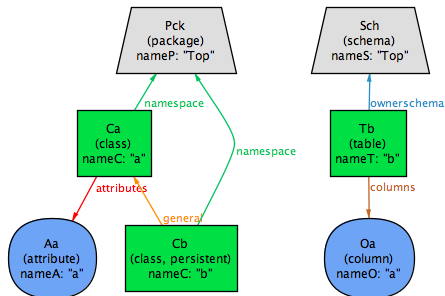 Pck
(package)
nameP: "Top"
Sch
(schema)
nameS: "Top"
namespace
ownerschema
Ca
(class)
nameC: "a"
Tb
(table)
nameT: "b"
namespace
attributes
columns
general
Aa
(attribute)
nameA: "a"
Cb
(class, persistent)
nameC: "b"
Oa
(column)
nameO: "a"